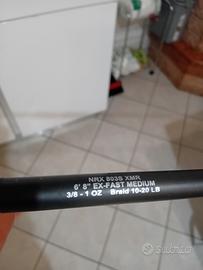 NRX 803S XMR
6' 8" EX-FAST MEDIUM
3/8 - 1 OZ Braid 10-20 LB
Subito.it